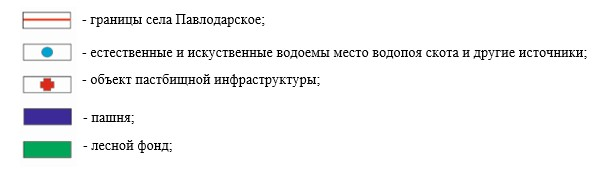 - границы села Павлодарское;
- естественные и искуственные водоемы место водопоя скота и другие источники;
- объект пастбищной инфраструктуры;
- пашня;
- лесной фонд;